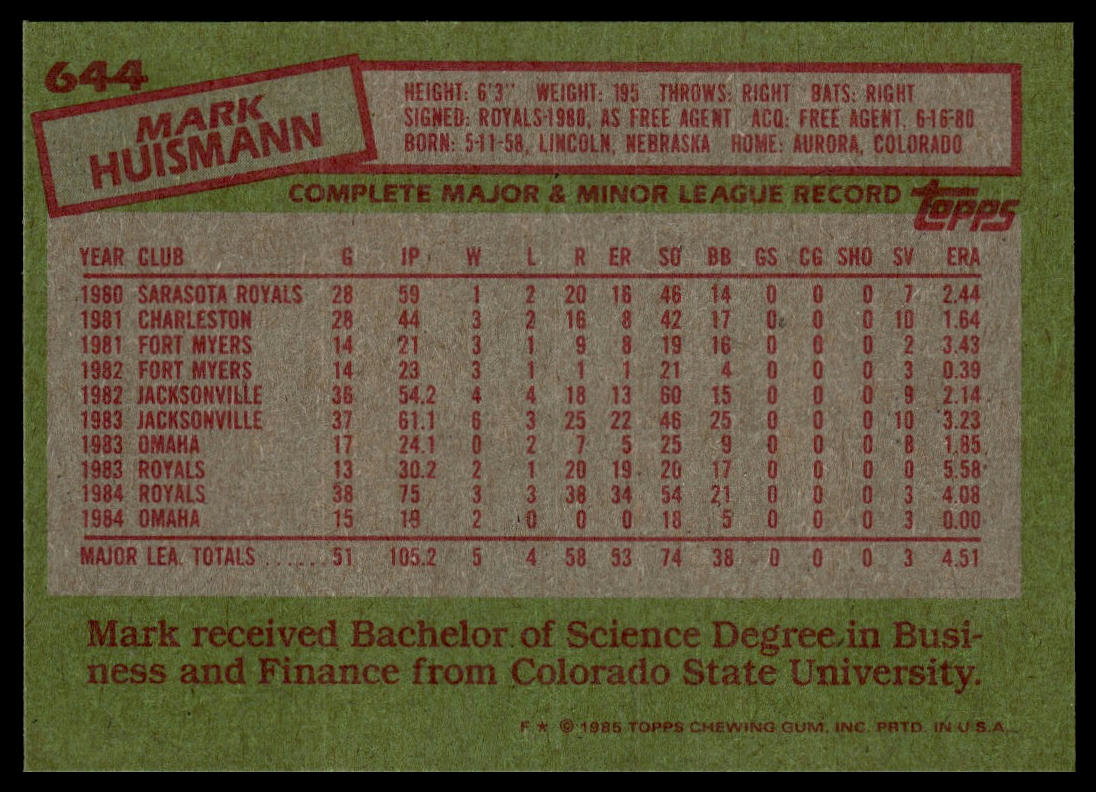 644
MARK
HUISMANN
HEIGHT: 6'3" WEIGHT: 195 THROWS: RIGHT BATS: RIGHT
SIGNED: ROYALS-1980, AS FREE AGENT ACQ: FREE AGENT, 6-16-80
BORN: 5-11-58, LINCOLN, NEBRASKA HOME: AURORA, COLORADO
COMPLETE MAJOR & MINOR LEAGUE RECORD topps
YEAR CLUB G IP W L R ER SO BB GS CG SHO SV ERA
1980 SARASOTA ROYALS 28 59 1 2 20 16 46 14 0 0 0 7 2.44
1981 CHARLESTON 28 44 3 2 16 8 42 17 0 0 0 10 1.64
1981 FORT MYERS 14 21 3 1 9 8 19 16 0 0 0 2 3.43
1982 FORT MYERS 14 23 3 1 1 1 21 4 0 0 0 3 0.39
1982 JACKSONVILLE 36 54.2 4 4 18 13 60 15 0 0 0 9 2.14
1983 JACKSONVILLE 37 61.1 6 3 25 22 46 25 0 0 0 10 3.23
1983 OMAHA 17 24.1 0 2 7 5 25 9 0 0 0 8 1.85
1983 ROYALS 13 30.2 2 1 20 19 20 17 0 0 0 0 5.58
1984 ROYALS 38 75 3 3 38 34 54 21 0 0 0 3 4.08
1984 OMAHA 15 19 2 0 0 0 18 5 0 0 0 3 0.00
MAJOR LEA. TOTALS ...... 51 105.2 5 4 58 53 74 38 0 0 0 3 4.51
Mark received Bachelor of Science Degree in Busi-
ness and Finance from Colorado State University.
F ★ © 1985 TOPPS CHEWING GUM, INC. PRTD. IN U.S.A.